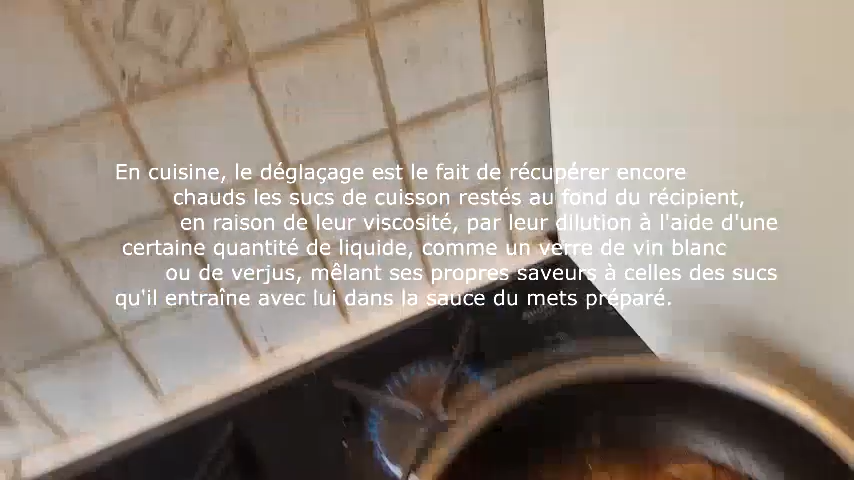 En cuisine, le déglaçage est le fait de récupérer encore
chauds les sucs de cuisson restés au fond du récipient,
en raison de leur viscosité, par leur dilution à l'aide d'une
certaine quantité de liquide, comme un verre de vin blanc
ou de verjus, mêlant ses propres saveurs à celles des sucs
qu'il entraîne avec lui dans la sauce du mets préparé.